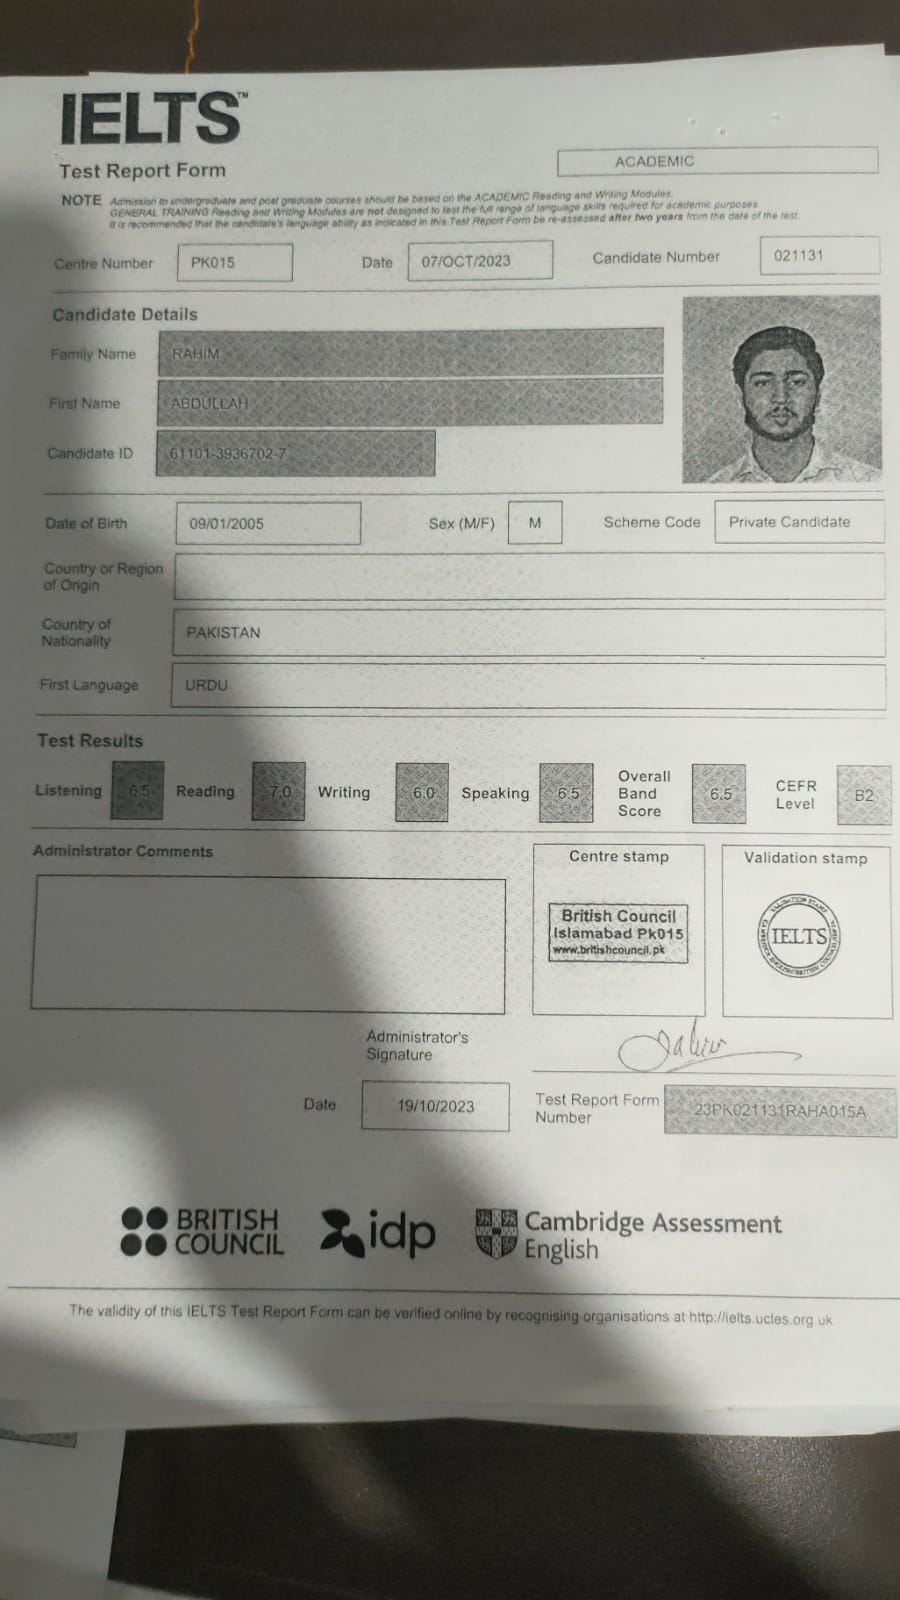 IELTS™
Test Report Form
ACADEMIC
NOTE Admission to undergraduate and post graduate courses should be based on the ACADEMIC Reading and Writing Modules.
GENERAL TRAINING Reading and Writing Modules are not designed to test the full range of language skills required for academic purposes.
It is recommended that the candidate's language ability as indicated in this Test Report Form be re-assessed after two years from the date of the test.
Centre Number PK015 Date 07/OCT/2023 Candidate Number 021131
Candidate Details
Family Name RAHIM
First Name ABDULLAH
Candidate ID 61101-3936702-7
Date of Birth 09/01/2005 Sex (M/F) M Scheme Code Private Candidate
Country or Region
of Origin
Country of
Nationality PAKISTAN
First Language URDU
Test Results
Listening 6.5 Reading 7.0 Writing 6.0 Speaking 6.5 Overall Band Score 6.5 CEFR Level B2
Administrator Comments
Centre stamp
British Council
Islamabad Pk015
www.britishcouncil.pk
Validation stamp
IELTS
Administrator's
Signature
Date 19/10/2023
Test Report Form
Number 23PK021131RAHA015A
BRITISH
COUNCIL
idp
Cambridge Assessment
English
The validity of this IELTS Test Report Form can be verified online by recognising organisations at http://ielts.ucles.org.uk